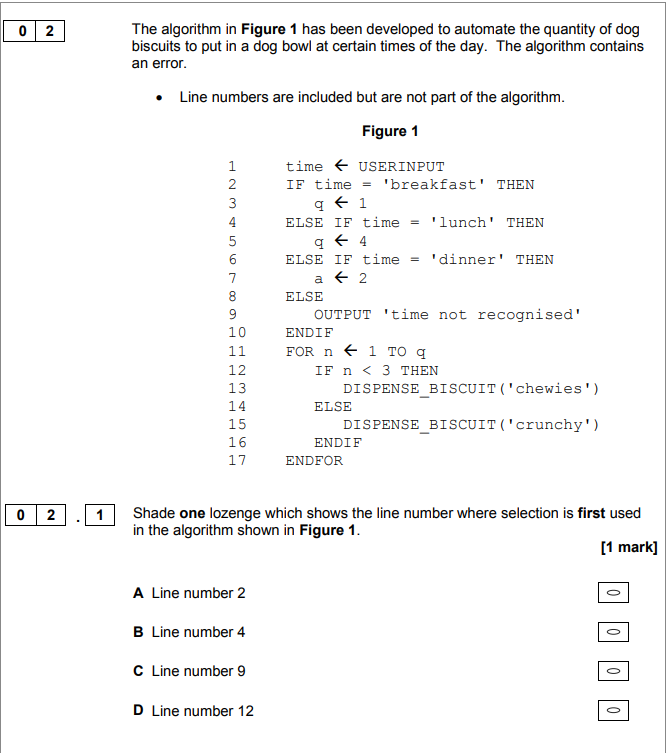 0 2
The algorithm in Figure 1 has been developed to automate the quantity of dog
biscuits to put in a dog bowl at certain times of the day. The algorithm contains
an error.
• Line numbers are included but are not part of the algorithm.
Figure 1
1 time ← USERINPUT
2 IF time = 'breakfast' THEN
3 q ← 1
4 ELSE IF time = 'lunch' THEN
5 q ← 4
6 ELSE IF time = 'dinner' THEN
7 a ← 2
8 ELSE
9 OUTPUT 'time not recognised'
10 ENDIF
11 FOR n ← 1 TO q
12 IF n < 3 THEN
13 DISPENSE_BISCUIT('chewies')
14 ELSE
15 DISPENSE_BISCUIT('crunchy')
16 ENDIF
17 ENDFOR
0 2 . 1
Shade one lozenge which shows the line number where selection is first used
in the algorithm shown in Figure 1.
[1 mark]
A Line number 2
B Line number 4
C Line number 9
D Line number 12